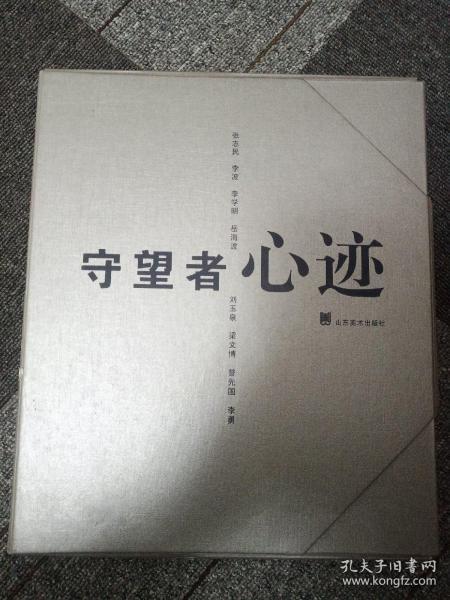 张志民 李波 李学明 岳海波
守望者心迹
刘玉泉 梁文博 曾先国 李勇
山东美术出版社
孔夫子旧书网
www.kongfz.com